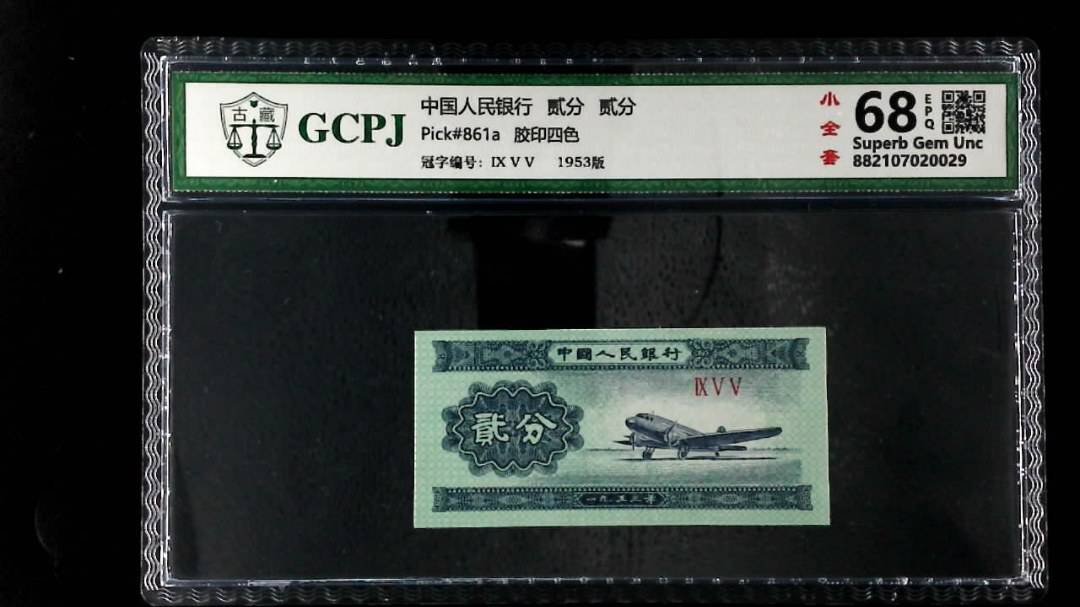 古 藏
GCPJ
中国人民银行 贰分 贰分
Pick#861a 胶印四色
冠字编号: IX V V 1953版
小全套
68
EPQ
Superb Gem Unc
882107020029
中國人民銀行
IX V V
貳分
一九五三年